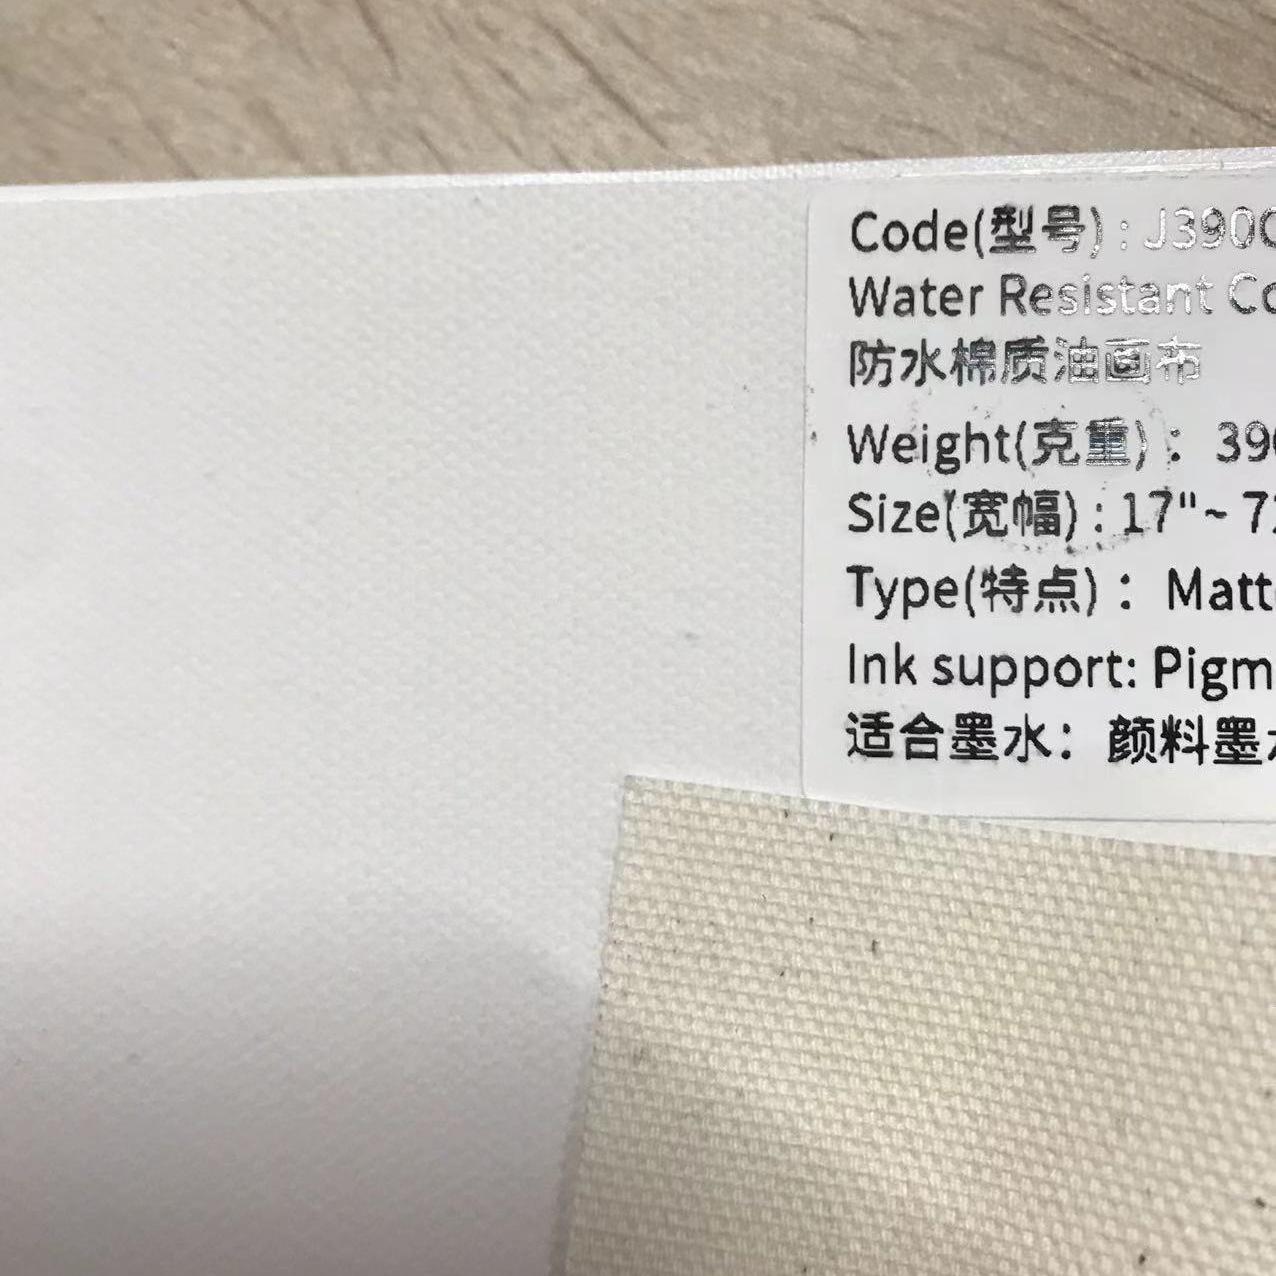 Code(型号) : J390
Water Resistant
防水棉质油画布
Weight(克重) : 39
Size(宽幅) : 17"~ 7
Type(特点) : Matt
Ink support: Pigm
适合墨水: 颜料墨